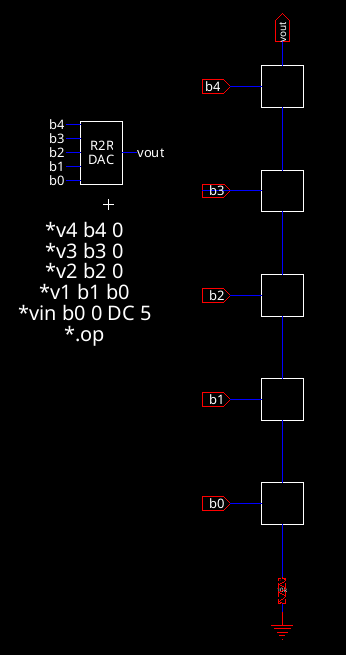 vout
b4
b4
b3
b2
b1
b0
R2R
DAC
vout
b3
*v4 b4 0
*v3 b3 0
*v2 b2 0
*v1 b1 b0
*vin b0 0 DC 5
*.op
b2
b1
b0